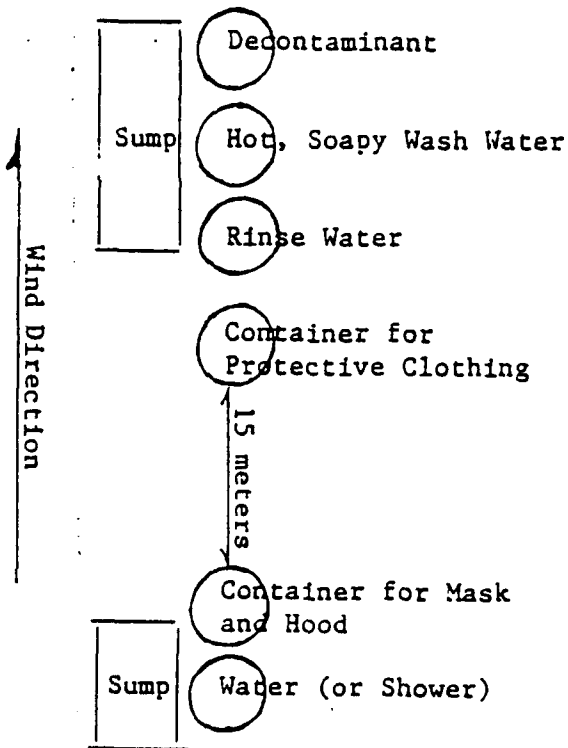 Decontaminant
Sump
Hot, Soapy Wash Water
Rinse Water
Wind Direction
Container for
Protective Clothing
15 meters
Container for Mask
and Hood
Sump
Water (or Shower)